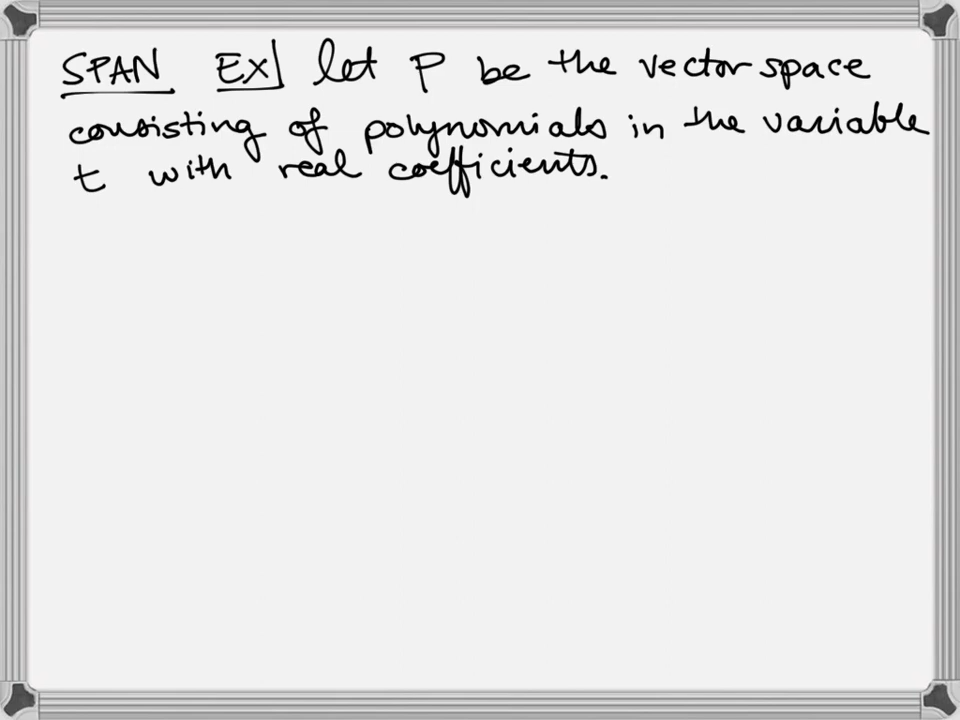 SPAN EX] let P be the vector space
consisting of polynomials in the variable
t with real coefficients.